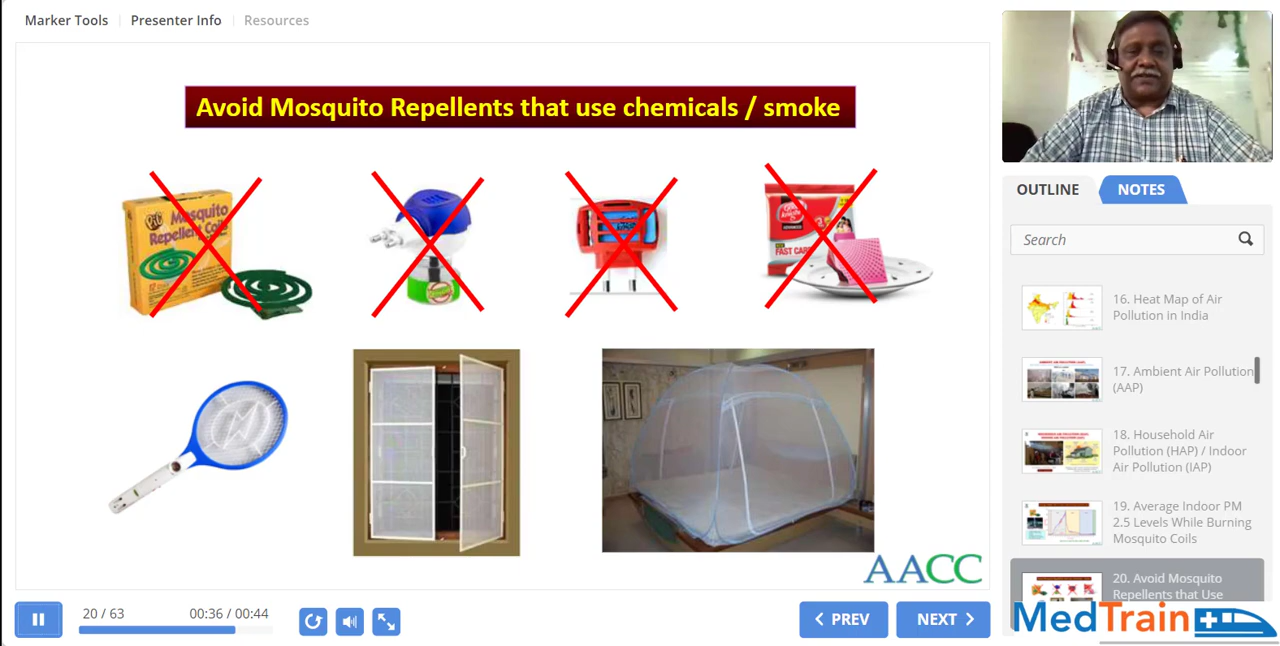 Marker Tools
Presenter Info
Resources
Avoid Mosquito Repellents that use chemicals / smoke
PiC
Mosquito
Repellent Coils
FAST CARD
AACC
OUTLINE
NOTES
Search
16. Heat Map of Air
Pollution in India
17. Ambient Air Pollution
(AAP)
18. Household Air
Pollution (HAP) / Indoor
Air Pollution (IAP)
19. Average Indoor PM
2.5 Levels While Burning
Mosquito Coils
20. Avoid Mosquito
Repellents that Use
MedTrain
20 / 63
00:36 / 00:44
PREV
NEXT